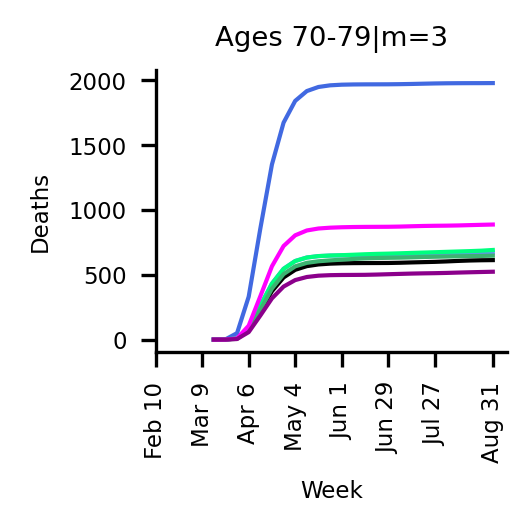 Ages 70-79|m=3
Deaths
2000
1500
1000
500
0
Feb 10
Mar 9
Apr 6
May 4
Jun 1
Jun 29
Jul 27
Aug 31
Week